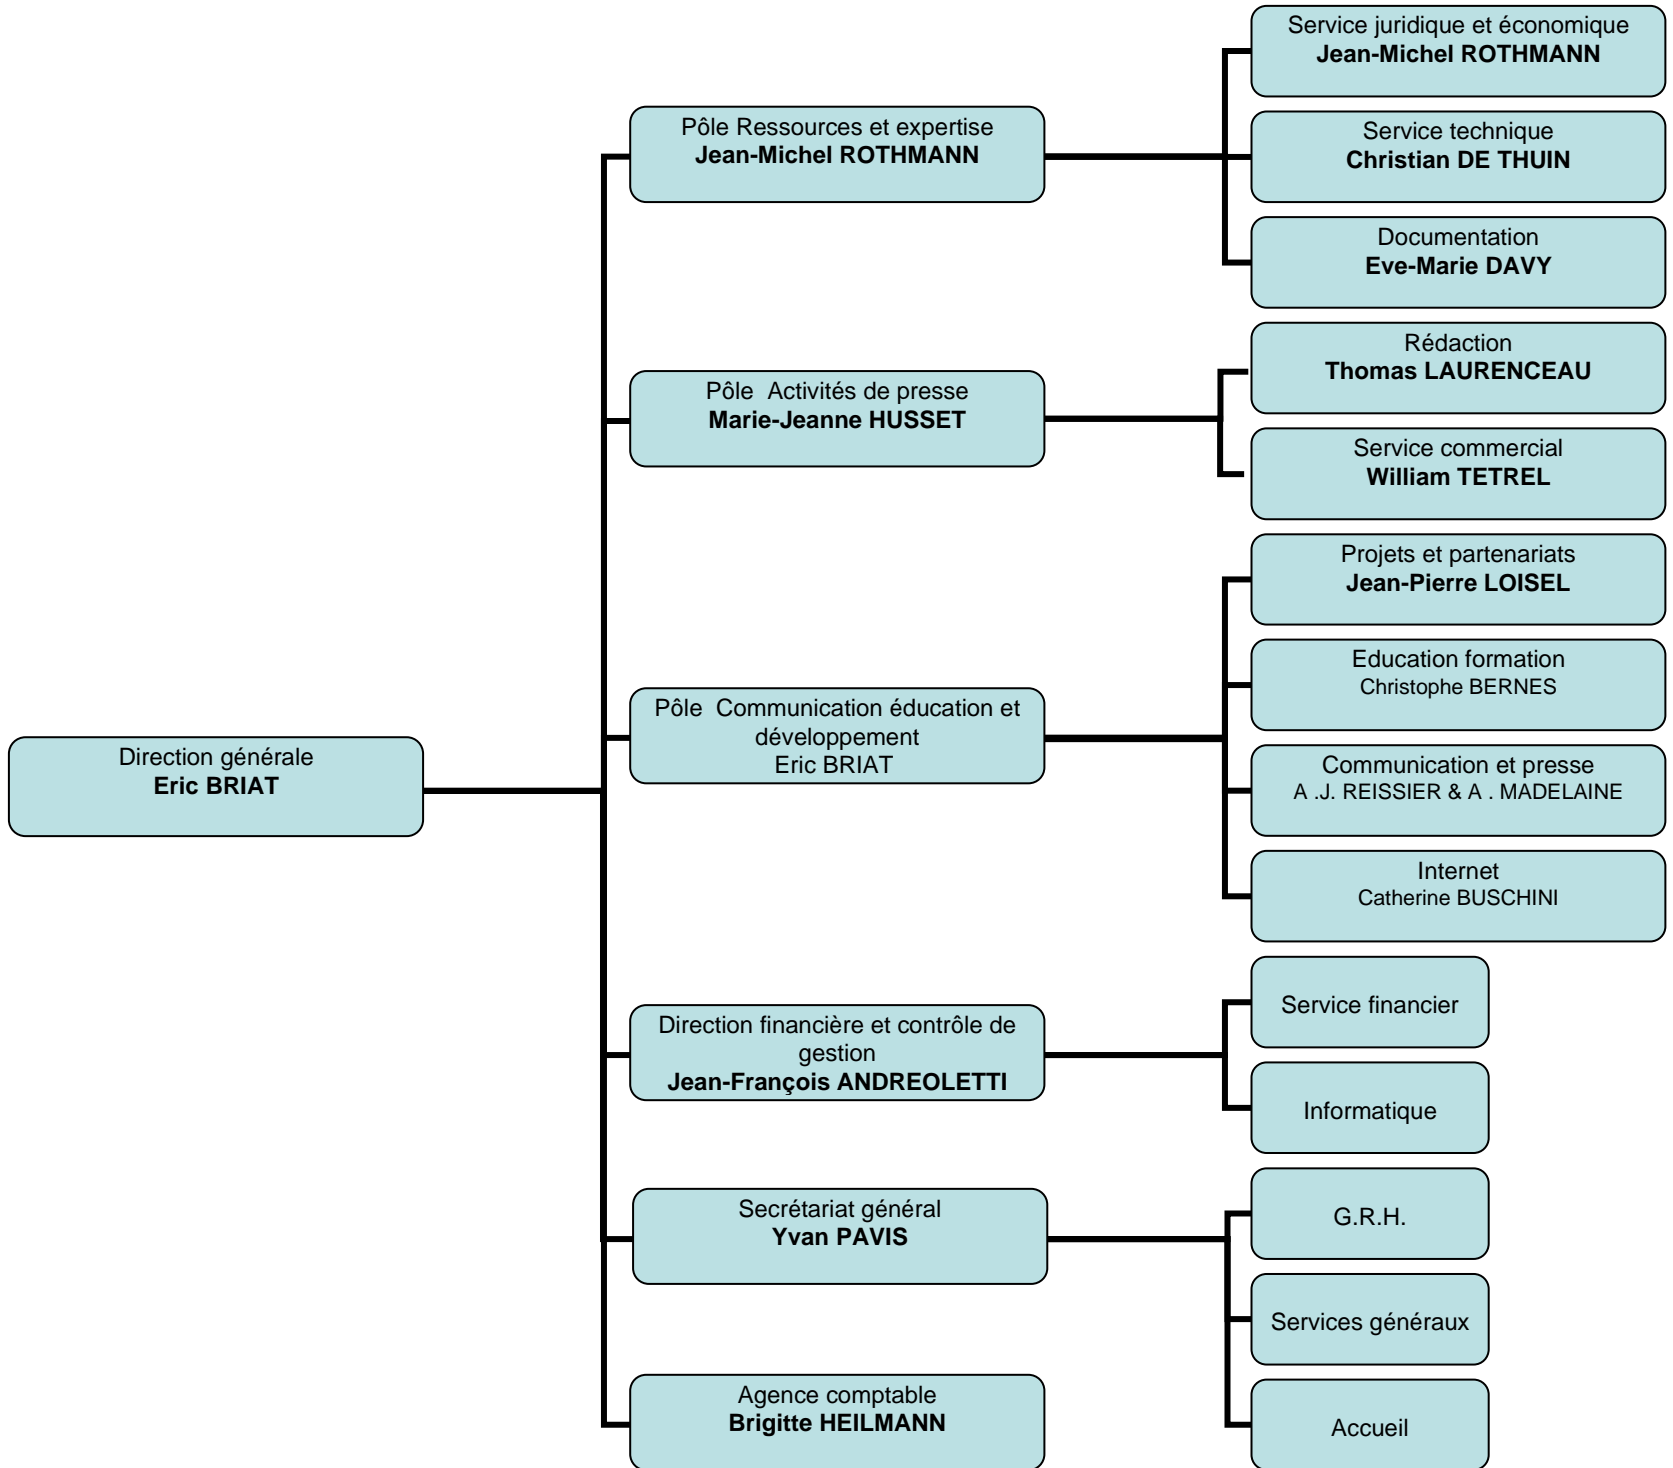 Direction générale
Eric BRIAT
Pôle Ressources et expertise
Jean-Michel ROTHMANN
Service juridique et économique
Jean-Michel ROTHMANN
Service technique
Christian DE THUIN
Documentation
Eve-Marie DAVY
Pôle  Activités de presse
Marie-Jeanne HUSSET
Rédaction
Thomas LAURENCEAU
Service commercial
William TETREL
Pôle  Communication éducation et
développement
Eric BRIAT
Projets et partenariats
Jean-Pierre LOISEL
Education formation
Christophe BERNES
Communication et presse
A .J. REISSIER & A . MADELAINE
Internet
Catherine BUSCHINI
Direction financière et contrôle de
gestion
Jean-François ANDREOLETTI
Service financier
Informatique
Secrétariat général
Yvan PAVIS
G.R.H.
Services généraux
Accueil
Agence comptable
Brigitte HEILMANN